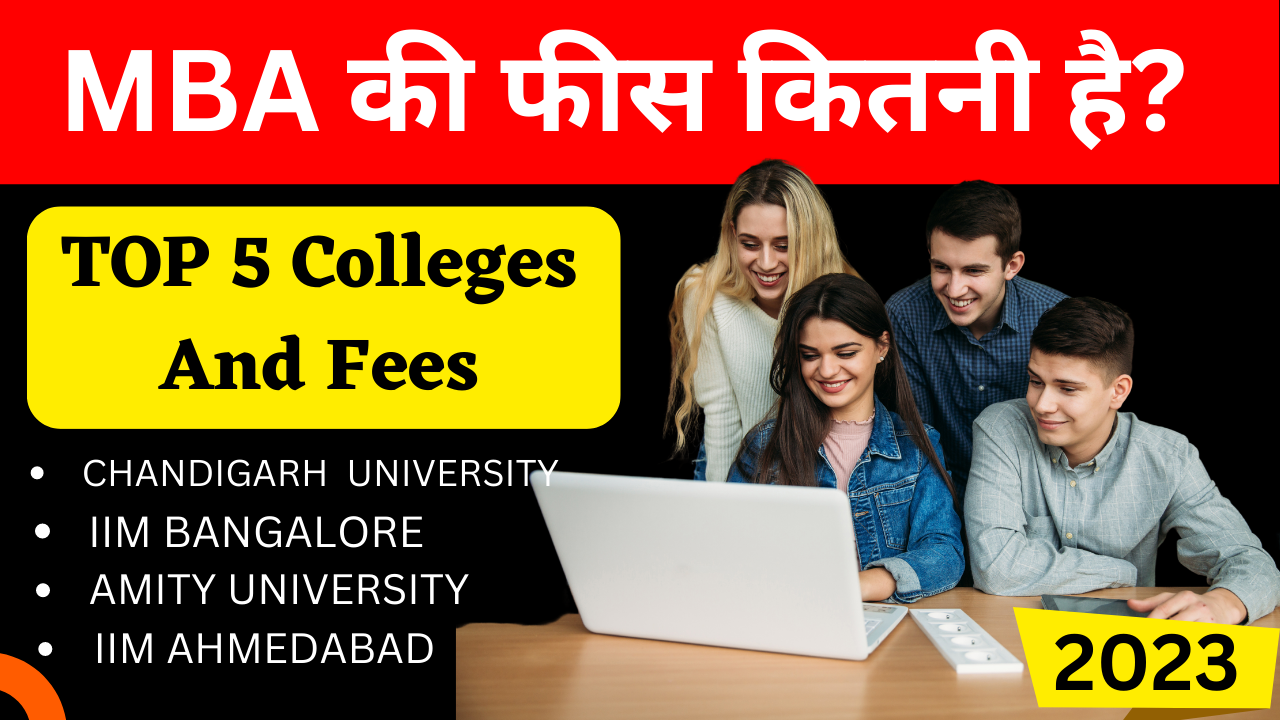 MBA की फीस कितनी है?
TOP 5 Colleges
And Fees
• CHANDIGARH UNIVERSITY
• IIM BANGALORE
• AMITY UNIVERSITY
• IIM AHMEDABAD
2023